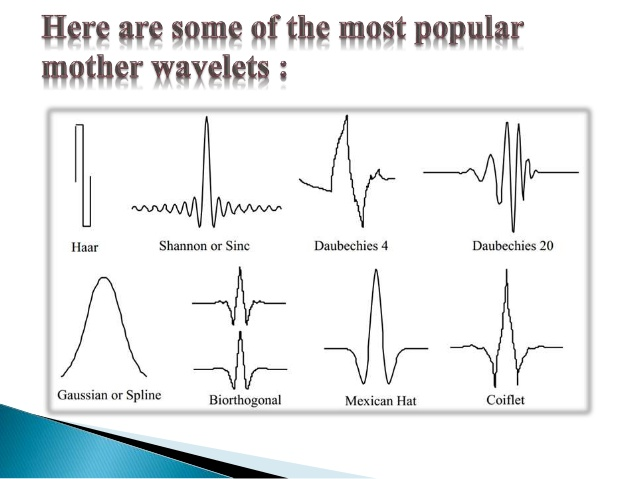 Here are some of the most popular
mother wavelets :
Haar
Shannon or Sinc
Daubechies 4
Daubechies 20
Gaussian or Spline
Biorthogonal
Mexican Hat
Coiflet